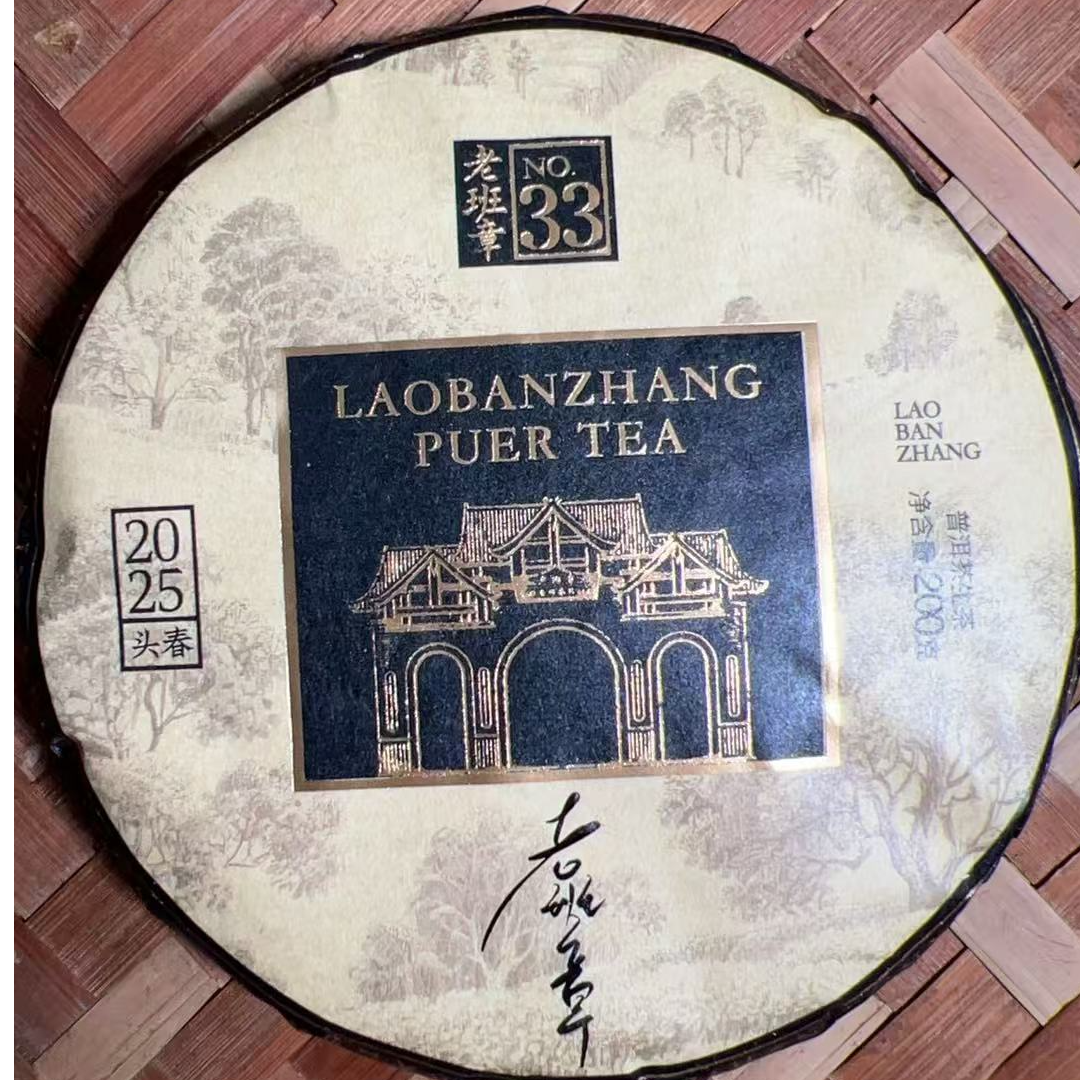 老班章
NO.
33
LAOBANZHANG
PUER TEA
20
25
头春
LAO
BAN
ZHANG
普洱茶生茶
净含量 200克
老班章